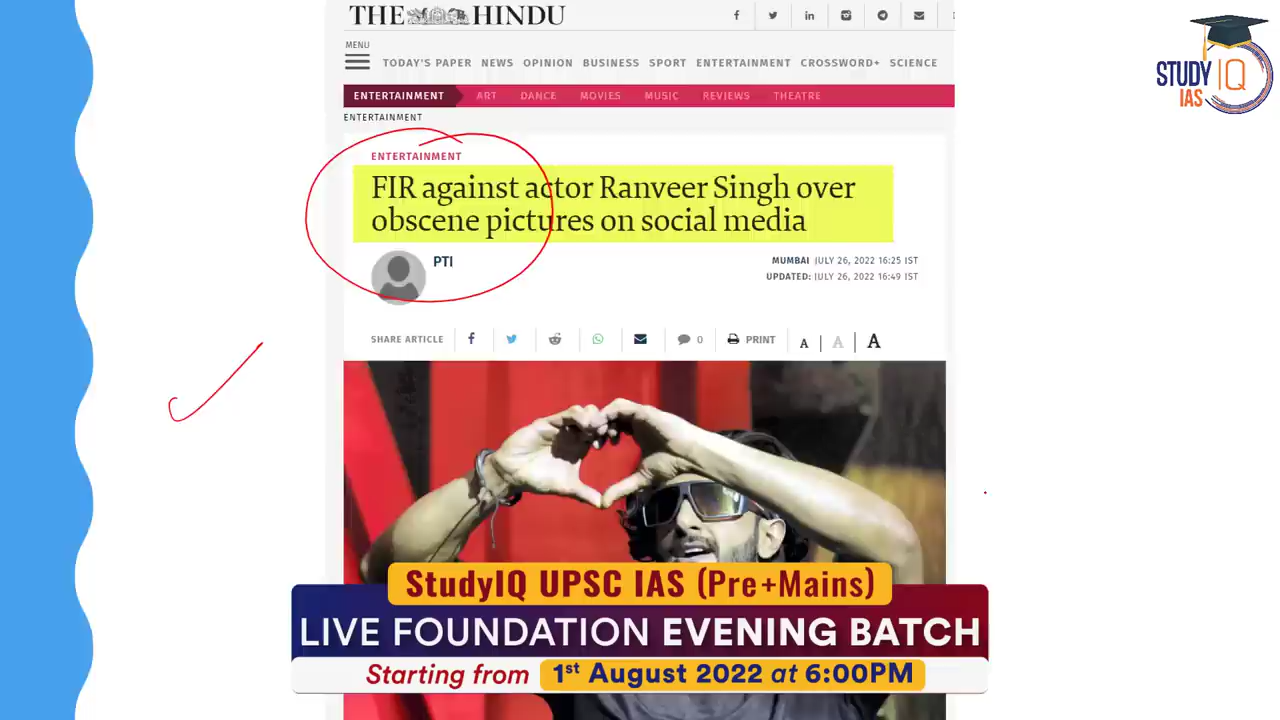 THE HINDU
MENU
TODAY'S PAPER NEWS OPINION BUSINESS SPORT ENTERTAINMENT CROSSWORD+ SCIENCE
ENTERTAINMENT ART DANCE MOVIES MUSIC REVIEWS THEATRE
ENTERTAINMENT
ENTERTAINMENT
FIR against actor Ranveer Singh over
obscene pictures on social media
PTI
MUMBAI JULY 26, 2022 16:25 IST
UPDATED: JULY 26, 2022 16:49 IST
SHARE ARTICLE 0 PRINT A A A
STUDY IQ
IAS
StudyIQ UPSC IAS (Pre+Mains)
LIVE FOUNDATION EVENING BATCH
Starting from 1st August 2022 at 6:00PM